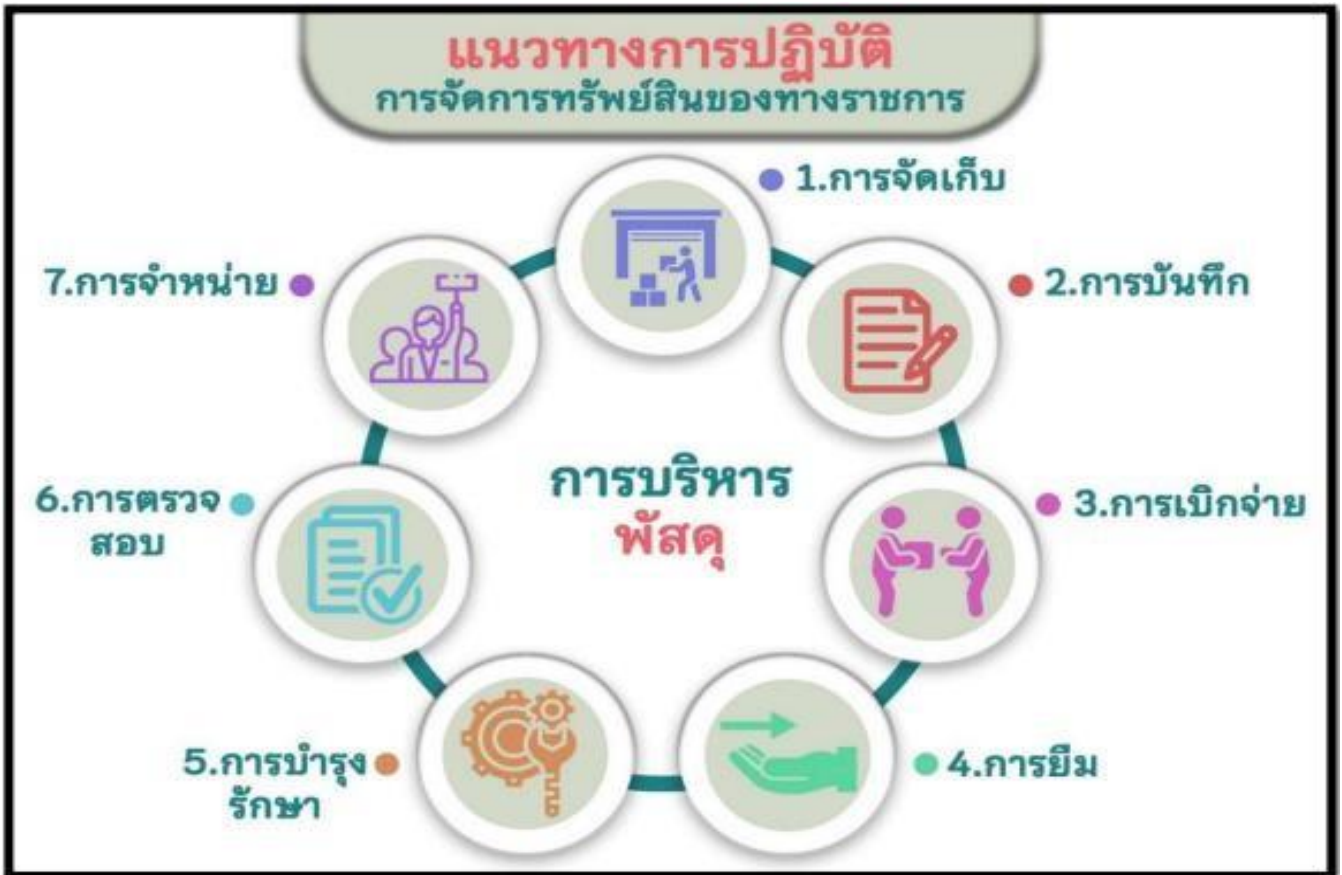 แนวทางการปฏิบัติ
การจัดการทรัพย์สินของทางราชการ
1.การจัดเก็บ
2.การบันทึก
3.การเบิกจ่าย
4.การยืม
5.การบำรุง
รักษา
6.การตรวจ
สอบ
7.การจำหน่าย
การบริหาร
พัสดุ